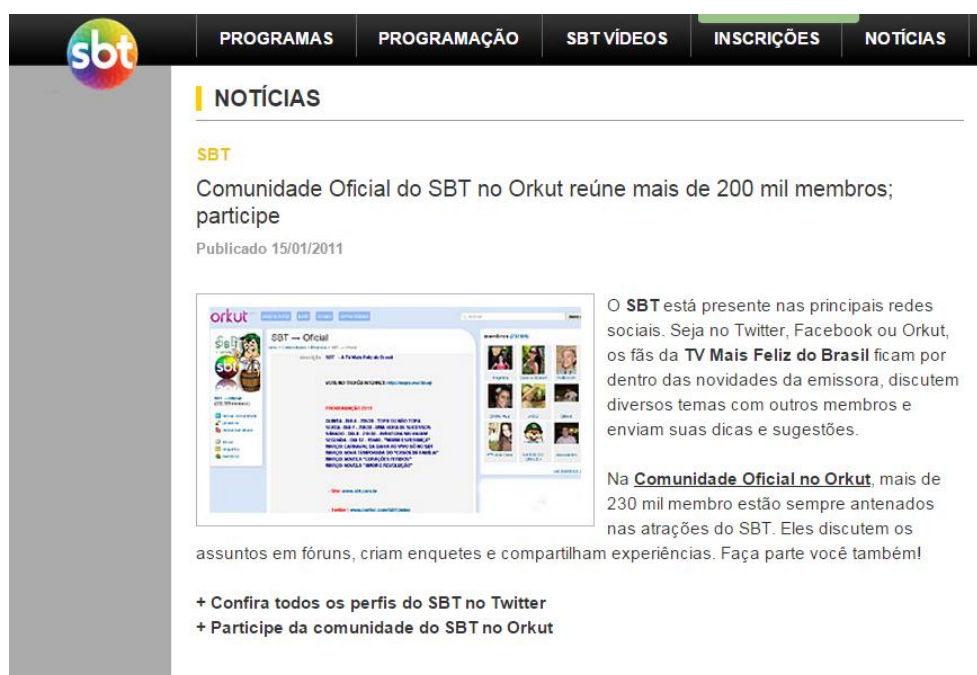 sbt
PROGRAMAS PROGRAMAÇÃO SBT VÍDEOS INSCRIÇÕES NOTÍCIAS
NOTÍCIAS
SBT
Comunidade Oficial do SBT no Orkut reúne mais de 200 mil membros;
participe
Publicado 15/01/2011
orkut
SBT — Oficial
PROGRAMAÇÃO 2011
O SBT está presente nas principais redes
sociais. Seja no Twitter, Facebook ou Orkut,
os fãs da TV Mais Feliz do Brasil ficam por
dentro das novidades da emissora, discutem
diversos temas com outros membros e
enviam suas dicas e sugestões.
Na Comunidade Oficial no Orkut, mais de
230 mil membro estão sempre antenados
nas atrações do SBT. Eles discutem os
assuntos em fóruns, criam enquetes e compartilham experiências. Faça parte você também!
+ Confira todos os perfis do SBT no Twitter
+ Participe da comunidade do SBT no Orkut